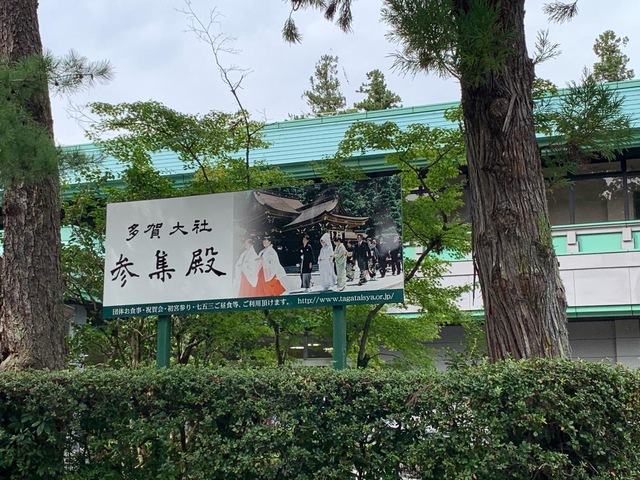 多賀大社
参集殿
団体お食事・祝賀会・初宮参り・七五三ご昼食等、ご利用頂けます。 http://www.tagataisya.or.jp/